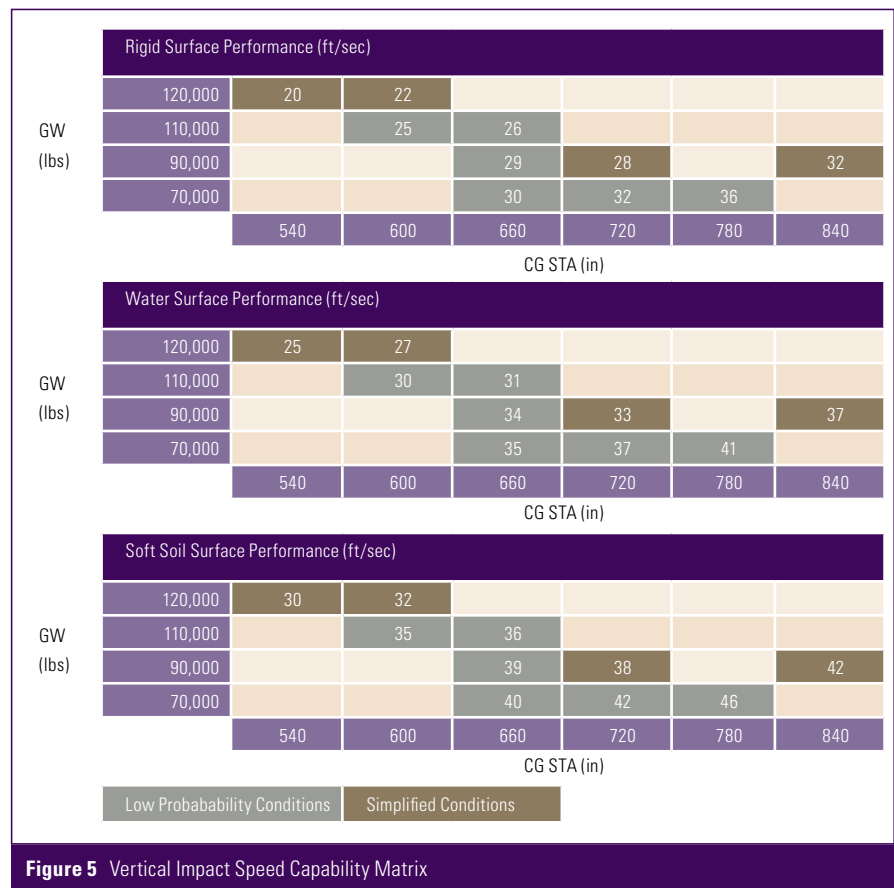 Rigid Surface Performance (ft/sec)
120,000 20 22
GW 110,000 25 26
(lbs) 90,000 29 28 32
70,000 30 32 36
540 600 660 720 780 840
CG STA (in)
Water Surface Performance (ft/sec)
120,000 25 27
GW 110,000 30 31
(lbs) 90,000 34 33 37
70,000 35 37 41
540 600 660 720 780 840
CG STA (in)
Soft Soil Surface Performance (ft/sec)
120,000 30 32
GW 110,000 35 36
(lbs) 90,000 39 38 42
70,000 40 42 46
540 600 660 720 780 840
CG STA (in)
Low Probabability Conditions Simplified Conditions
Figure 5 Vertical Impact Speed Capability Matrix